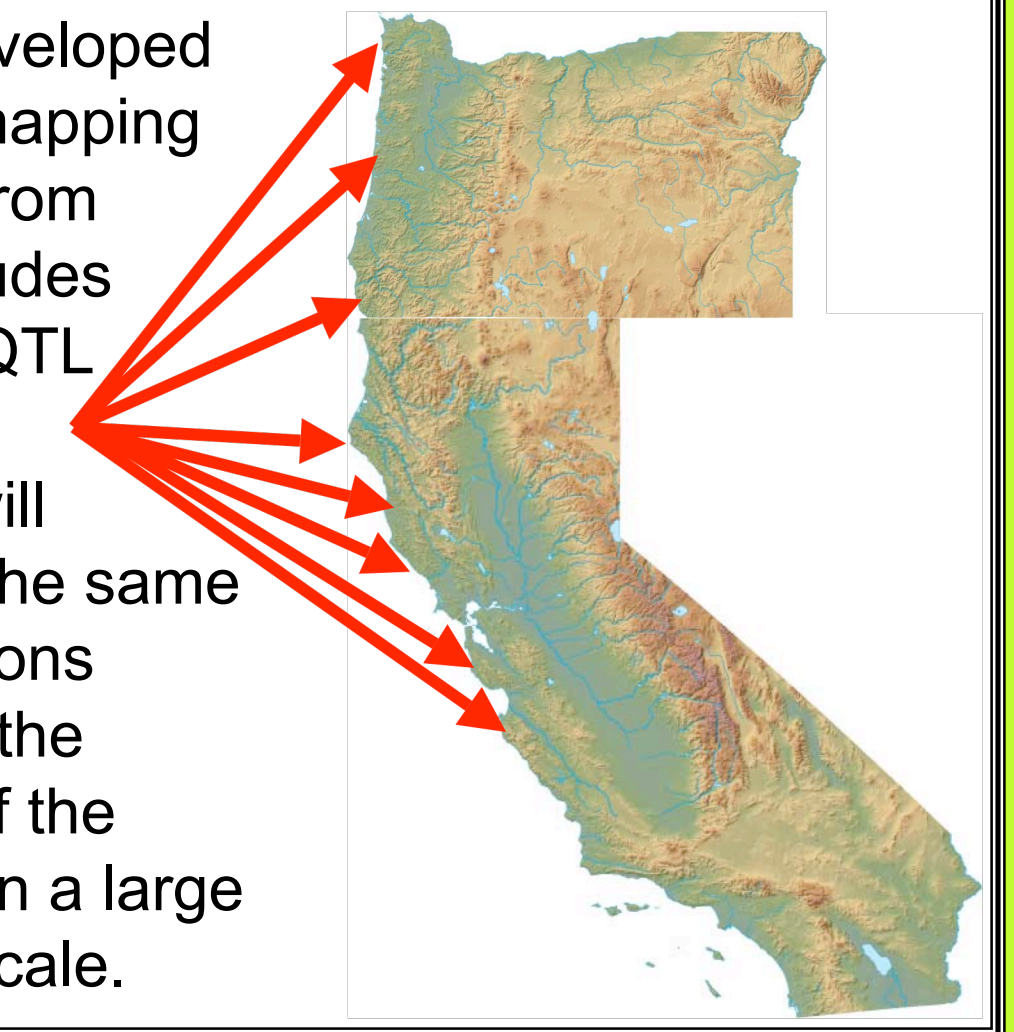 veloped
napping
rom
udes
QTL
vill
he same
ons
the
f the
n a large
cale.